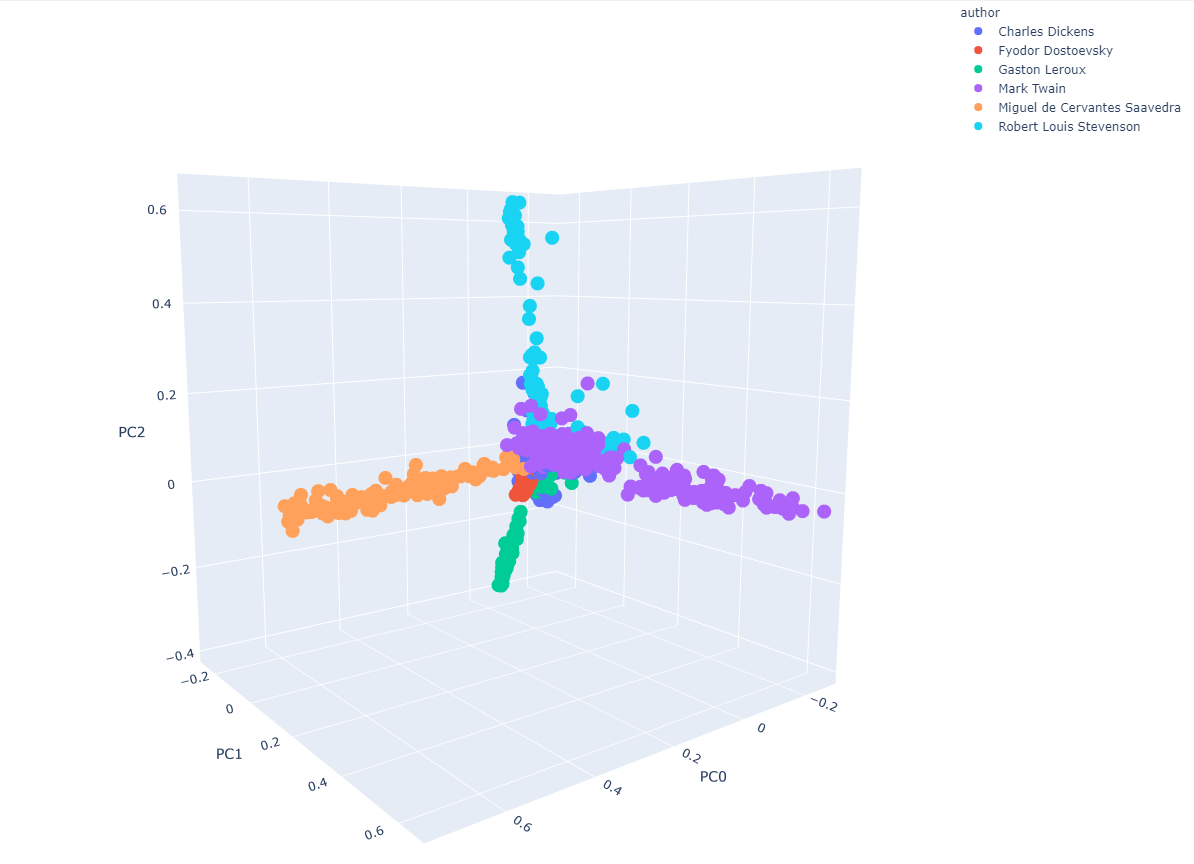 author
Charles Dickens
Fyodor Dostoevsky
Gaston Leroux
Mark Twain
Miguel de Cervantes Saavedra
Robert Louis Stevenson
0.6
0.4
0.2
PC2
0
−0.2
−0.4
−0.2
0
0.2
PC1
0.4
0.6
−0.2
0
0.2
PC0
0.4
0.6